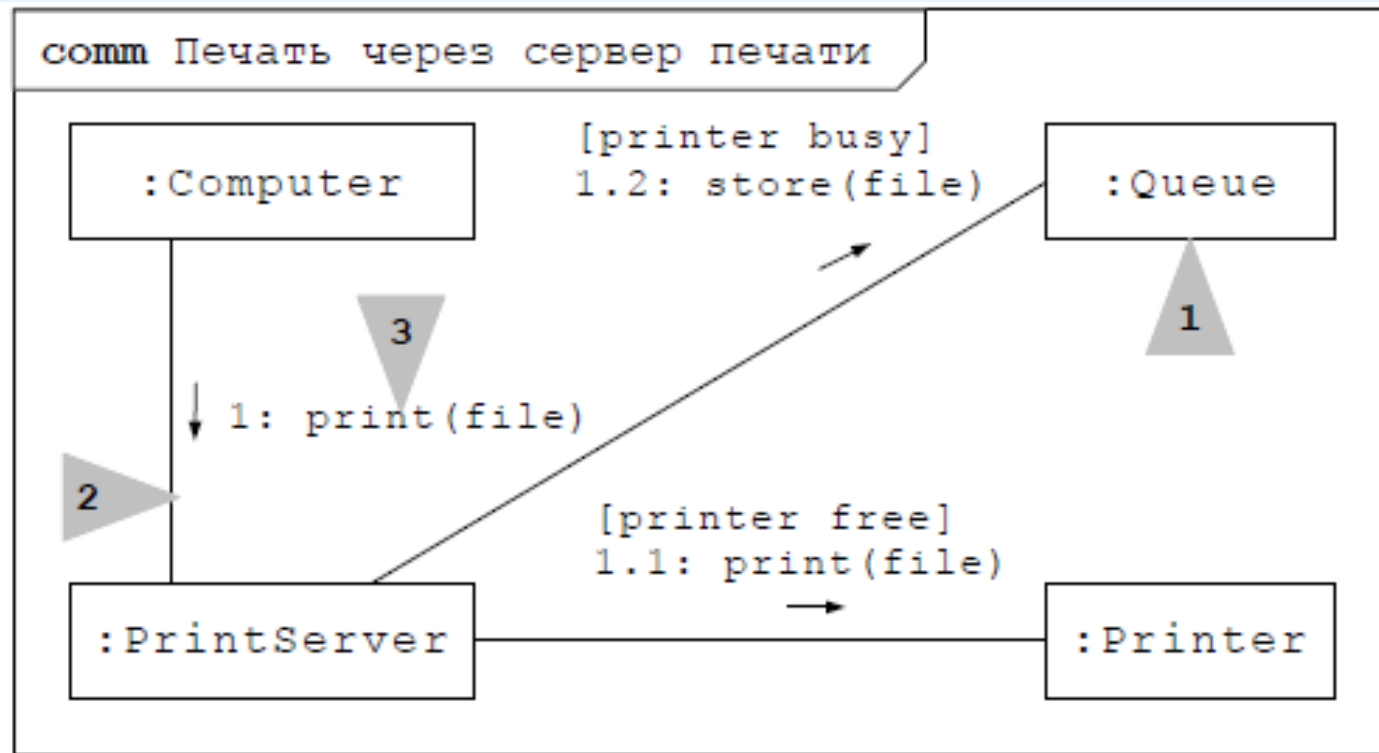 comm Печать через сервер печати
:Computer
[printer busy]
1.2: store(file)
:Queue
3
1
1: print(file)
2
[printer free]
1.1: print(file)
:PrintServer
:Printer